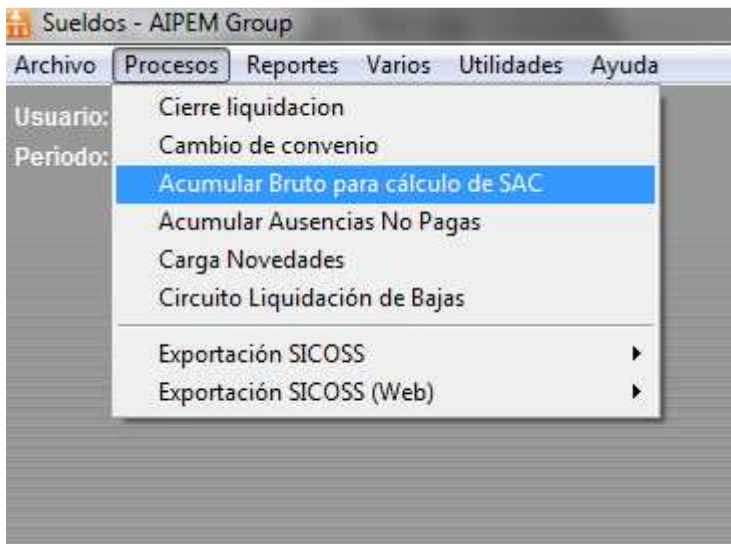 Sueldos - AIPEM Group
Archivo Procesos Reportes Varios Utilidades Ayuda
Usuario:
Periodo:
Cierre liquidacion
Cambio de convenio
Acumular Bruto para cálculo de SAC
Acumular Ausencias No Pagas
Carga Novedades
Circuito Liquidación de Bajas
Exportación SICOSS
Exportación SICOSS (Web)